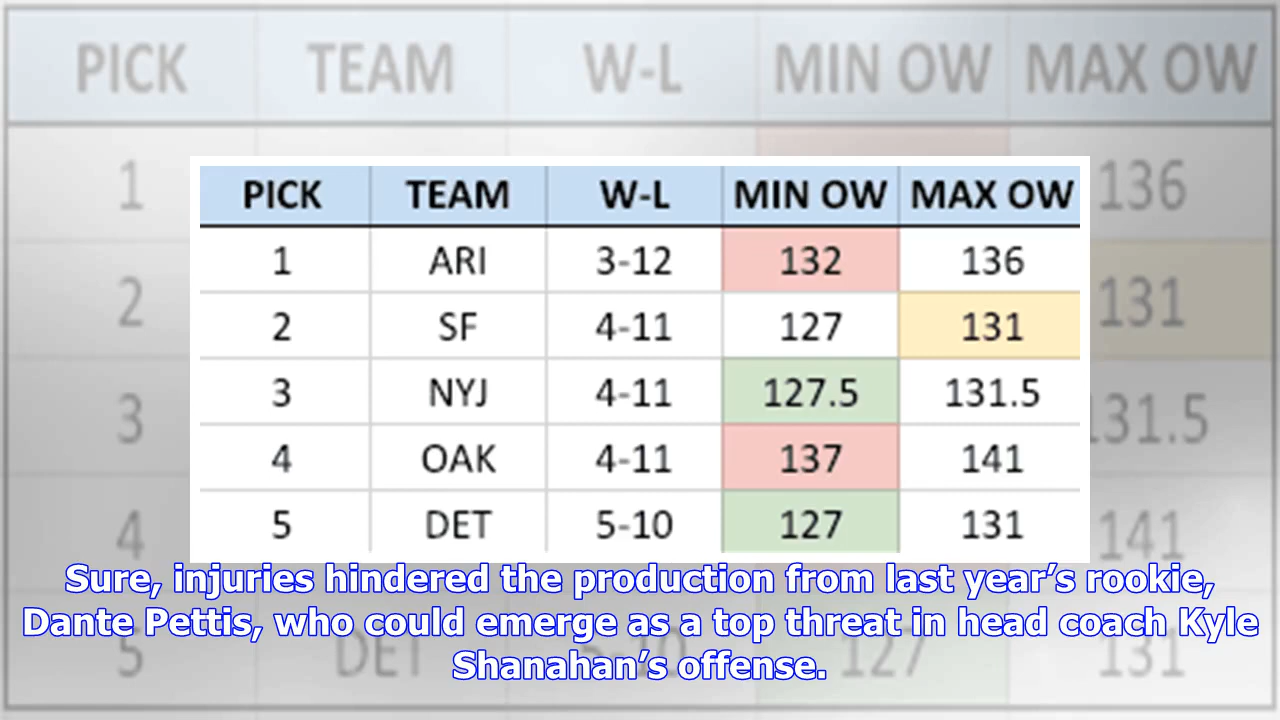 PICK TEAM W-L MIN OW MAX OW
1 ARI 3-12 132 136
2 SF 4-11 127 131
3 NYJ 4-11 127.5 131.5
4 OAK 4-11 137 141
5 DET 5-10 127 131
Sure, injuries hindered the production from last year’s rookie,
Dante Pettis, who could emerge as a top threat in head coach Kyle
Shanahan’s offense.